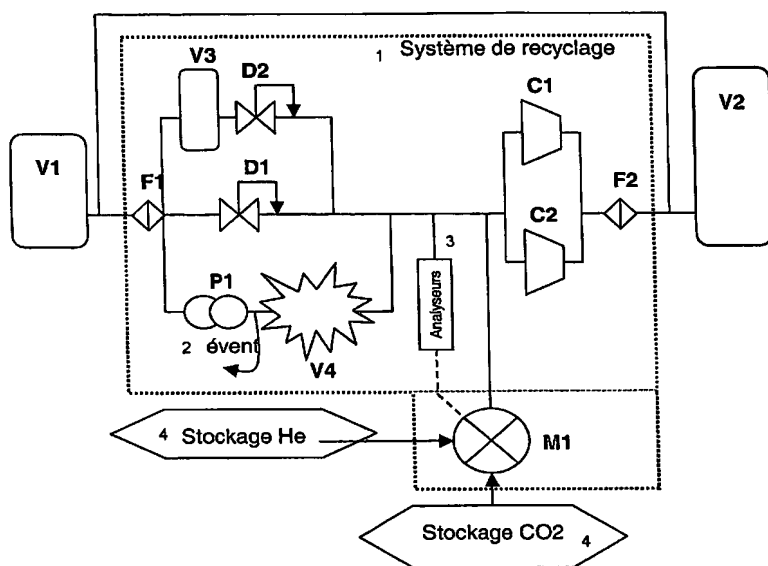 1 Système de recyclage
V3
D2
C1
V2
V1
F1
D1
F2
C2
3
P1
Analyseurs
2 évent
V4
4 Stockage He
M1
Stockage CO2 4